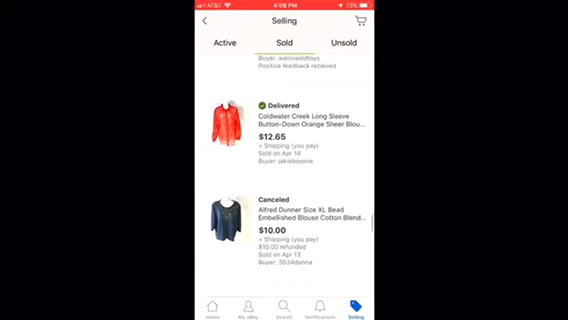 AT&T
4:08 PM
73%
Selling
Active
Sold
Unsold
Buyer: weloveoldtoys
Positive feedback received
Delivered
Coldwater Creek Long Sleeve
Button-Down Orange Sheer Blou...
$12.65
+ Shipping (you pay)
Sold on Apr 14
Buyer: jakieboyone
Canceled
Alfred Dunner Size XL Bead
Embellished Blouse Cotton Blend...
$10.00
+ Shipping (you pay)
$10.00 refunded
Sold on Apr 13
Buyer: 3534donna
Home
My eBay
Search
Notifications
Selling